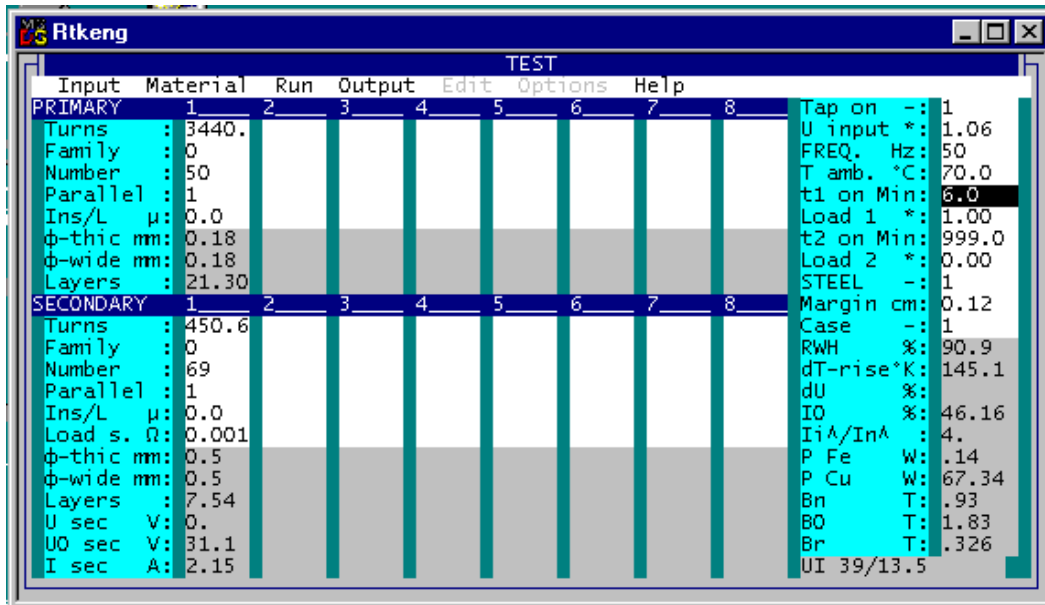 MS DOS Rtkeng
TEST
Input Material Run Output Edit Options Help
PRIMARY 1 2 3 4 5 6 7 8
Turns : 3440.
Family : 0
Number : 50
Parallel : 1
Ins/L µ: 0.0
ф-thic mm: 0.18
ф-wide mm: 0.18
Layers : 21.30
SECONDARY 1 2 3 4 5 6 7 8
Turns : 450.6
Family : 0
Number : 69
Parallel : 1
Ins/L µ: 0.0
Load s. Ω: 0.001
ф-thic mm: 0.5
ф-wide mm: 0.5
Layers : 7.54
U sec V: 0.
U0 sec V: 31.1
I sec A: 2.15
Tap on -: 1
U input *: 1.06
FREQ. Hz: 50
T amb. °C: 70.0
t1 on Min: 6.0
Load 1 *: 1.00
t2 on Min: 999.0
Load 2 *: 0.00
STEEL -: 1
Margin cm: 0.12
Case -: 1
RWH %: 90.9
dT-rise°K: 145.1
dU %:
I0 %: 46.16
Ii^/In^ : 4.
P Fe W: .14
P Cu W: 67.34
Bn T: .93
B0 T: 1.83
Br T: .326
UI 39/13.5